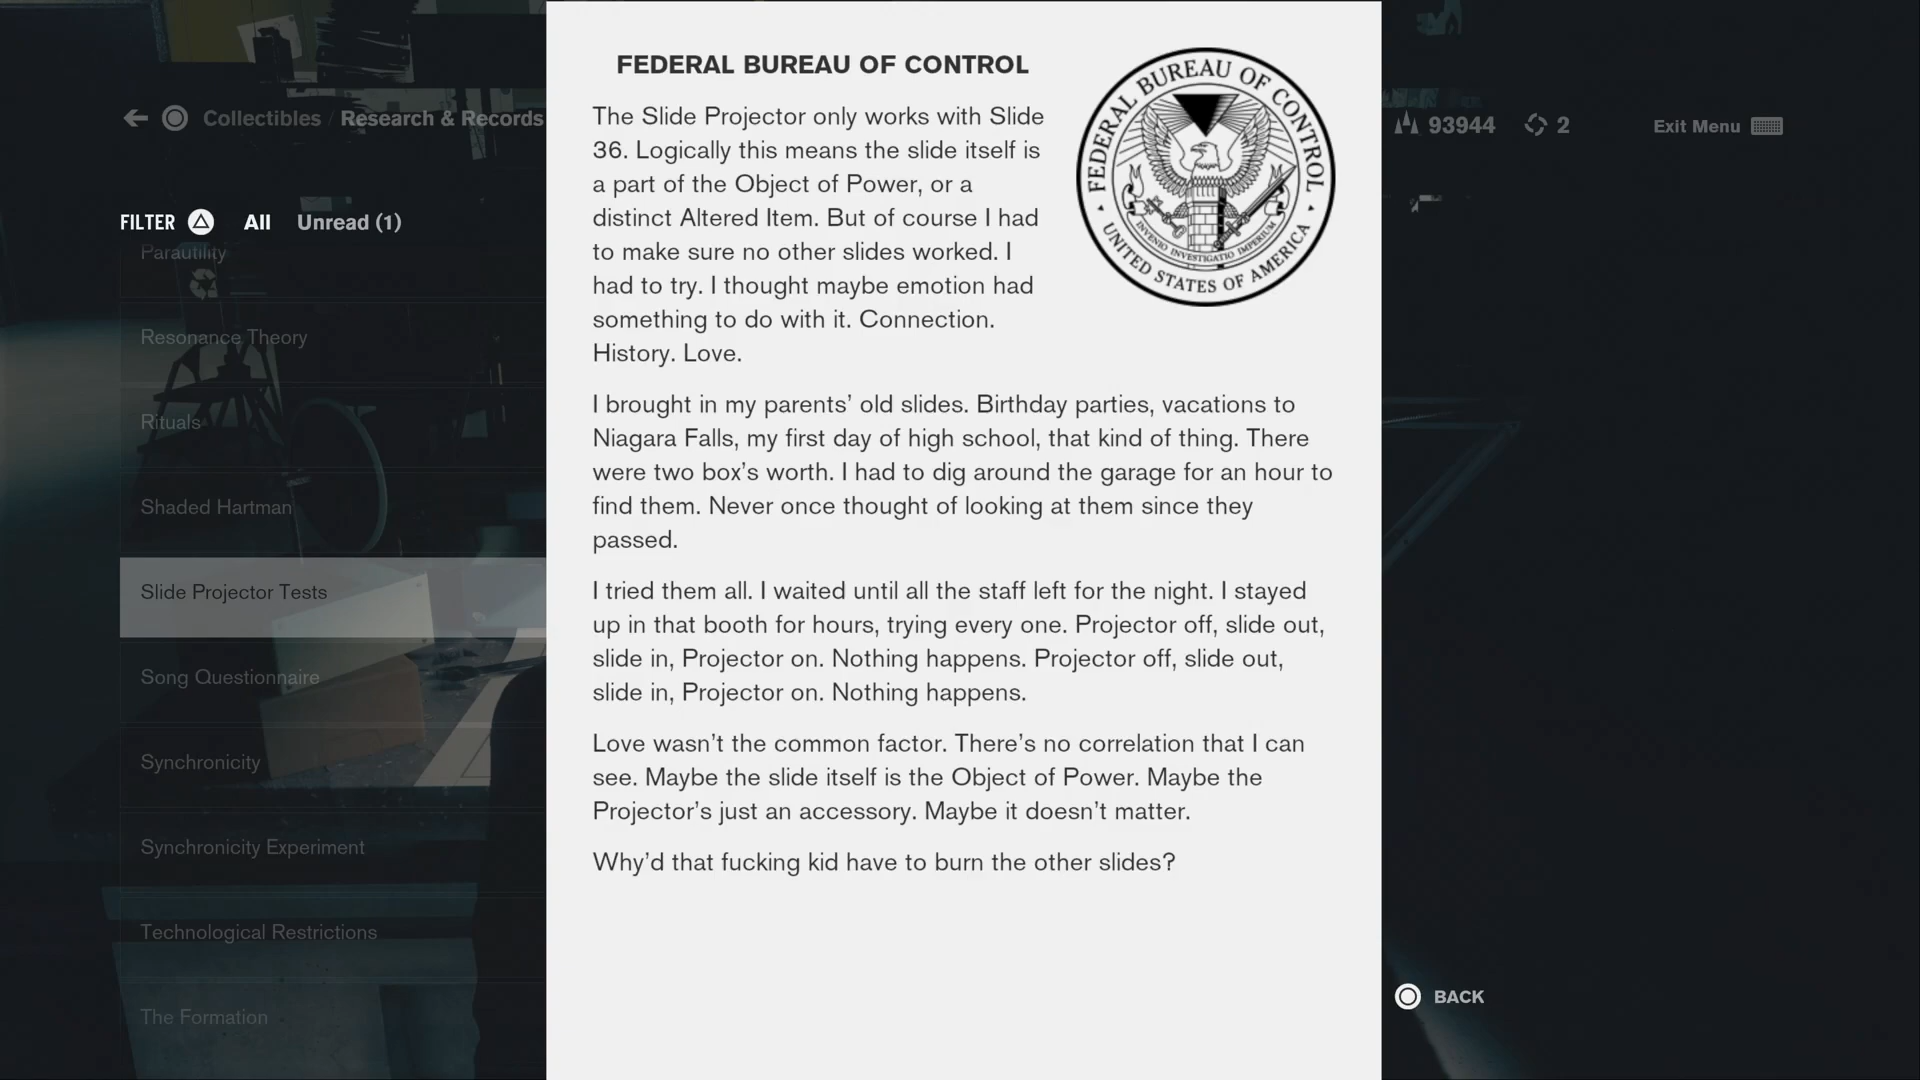 FEDERAL BUREAU OF CONTROL
The Slide Projector only works with Slide
36. Logically this means the slide itself is
a part of the Object of Power, or a
distinct Altered Item. But of course I had
to make sure no other slides worked. I
had to try. I thought maybe emotion had
something to do with it. Connection.
History. Love.
I brought in my parents’ old slides. Birthday parties, vacations to
Niagara Falls, my first day of high school, that kind of thing. There
were two box’s worth. I had to dig around the garage for an hour to
find them. Never once thought of looking at them since they
passed.
I tried them all. I waited until all the staff left for the night. I stayed
up in that booth for hours, trying every one. Projector off, slide out,
slide in, Projector on. Nothing happens. Projector off, slide out,
slide in, Projector on. Nothing happens.
Love wasn’t the common factor. There’s no correlation that I can
see. Maybe the slide itself is the Object of Power. Maybe the
Projector’s just an accessory. Maybe it doesn’t matter.
Why’d that fucking kid have to burn the other slides?
FEDERAL BUREAU OF CONTROL
UNITED STATES OF AMERICA
INVENIO INVESTIGATIO IMPERIUM
Collectibles / Research & Records
93944
2
Exit Menu
FILTER All Unread (1)
Parautility
Resonance Theory
Rituals
Shaded Hartman
Slide Projector Tests
Song Questionnaire
Synchronicity
Synchronicity Experiment
Technological Restrictions
The Formation
BACK